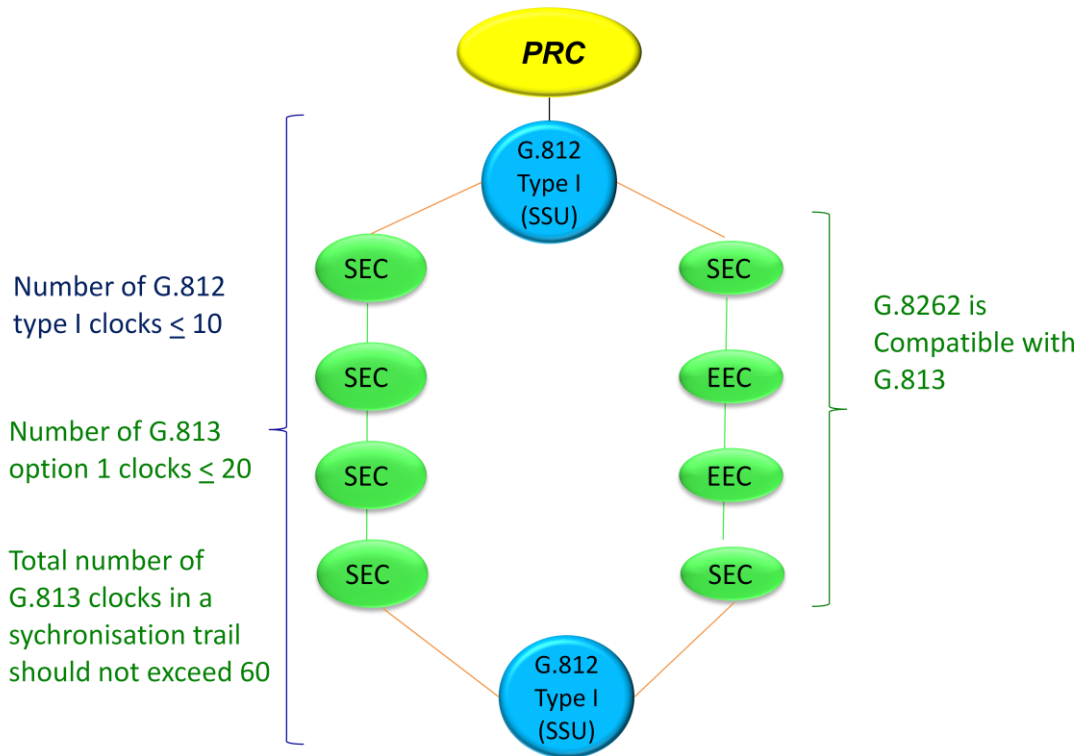 PRC
G.812
Type I
(SSU)
SEC
SEC
SEC
SEC
SEC
EEC
EEC
SEC
G.812
Type I
(SSU)
Number of G.812
type I clocks ≤ 10
Number of G.813
option 1 clocks ≤ 20
Total number of
G.813 clocks in a
sychronisation trail
should not exceed 60
G.8262 is
Compatible with
G.813